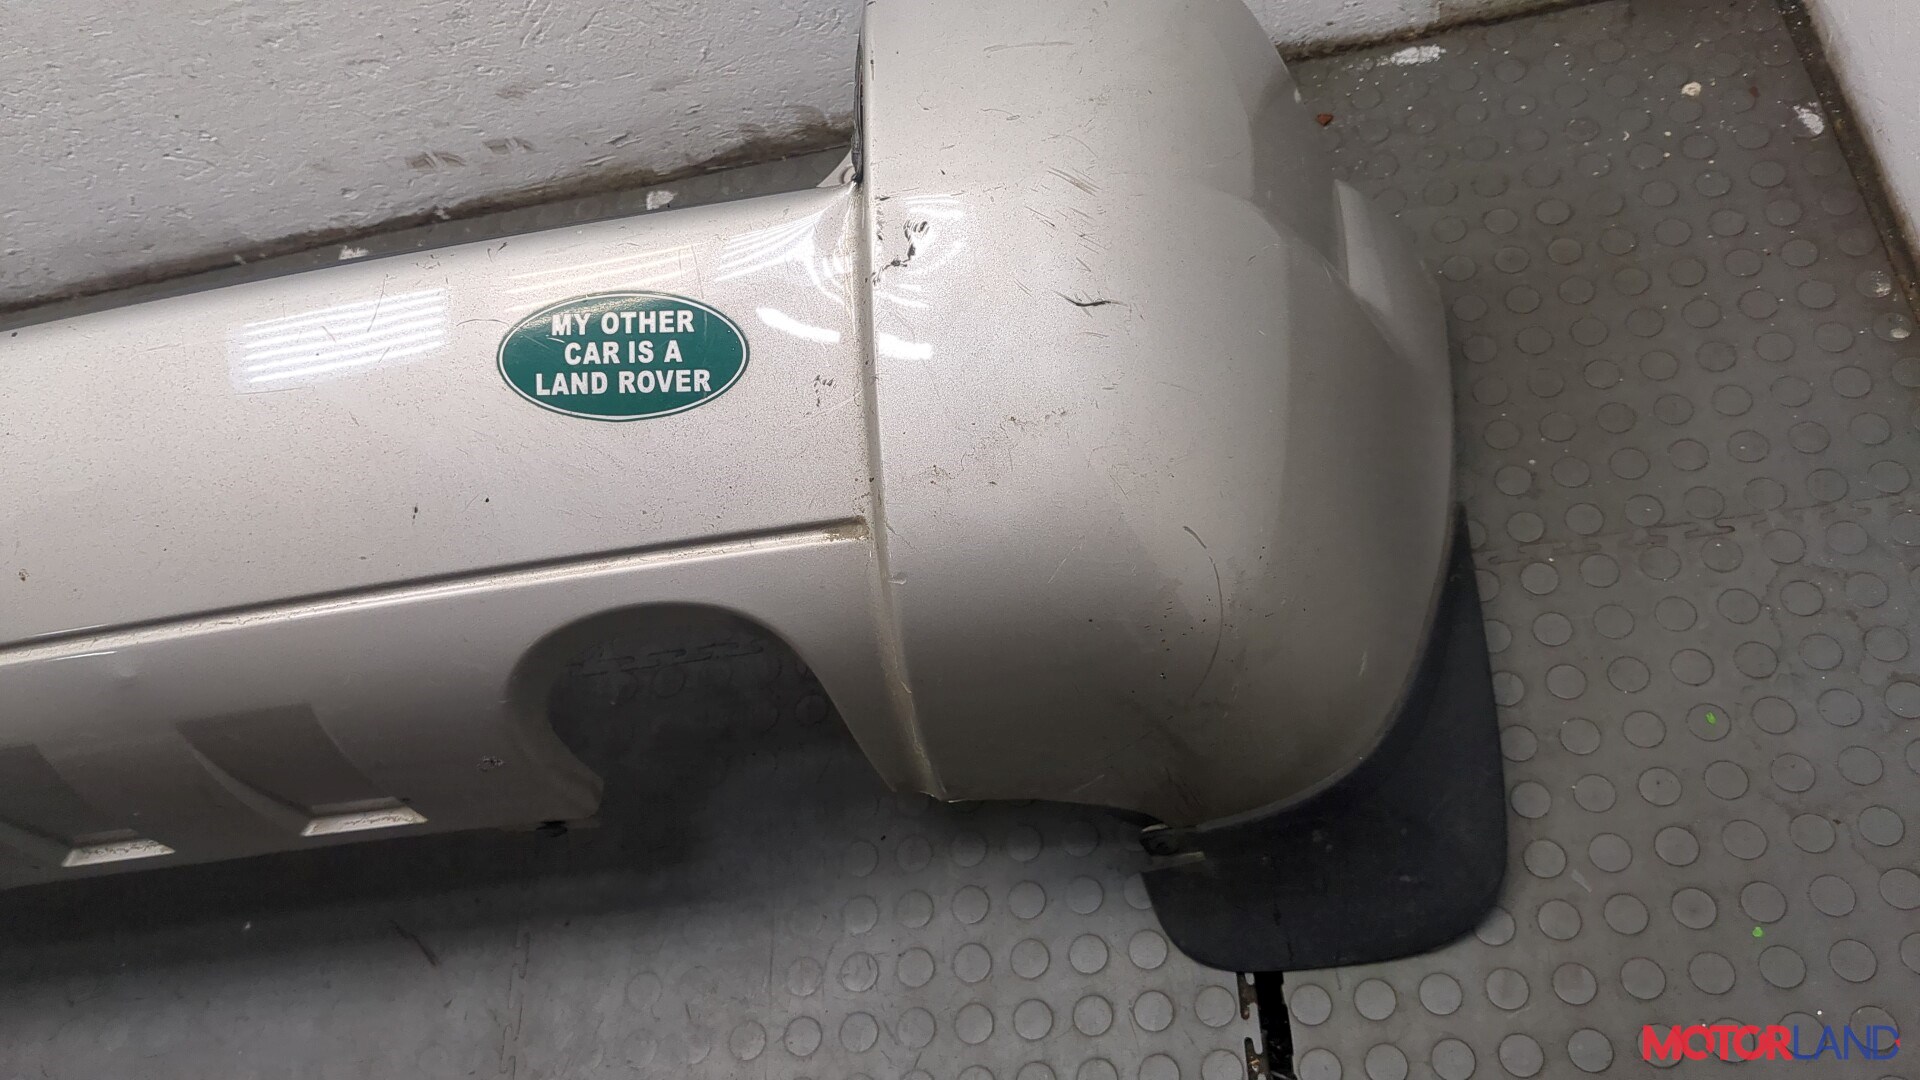 MY OTHER
CAR IS A
LAND ROVER
MOTORLAND